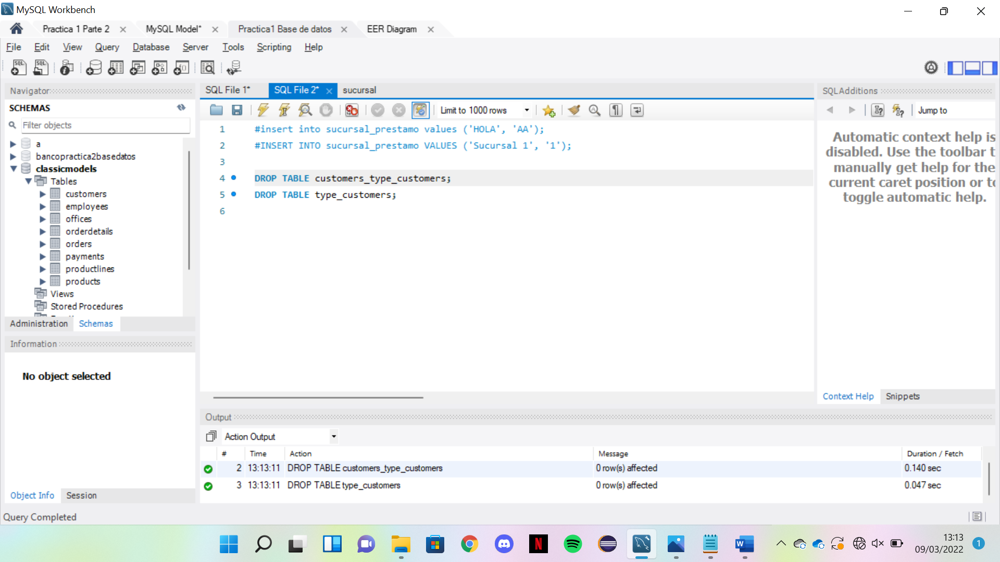 MySQL Workbench
Practica 1 Parte 2
MySQL Model*
Practica1 Base de datos
EER Diagram
File Edit View Query Database Server Tools Scripting Help
Navigator
SCHEMAS
Filter objects
a
bancopractica2basedatos
classicmodels
Tables
customers
employees
offices
orderdetails
orders
payments
productlines
products
Views
Stored Procedures
Administration Schemas
Information
No object selected
Object Info Session
Query Completed
SQL File 1* SQL File 2* sucursal
Limit to 1000 rows
1 #insert into sucursal_prestamo values ('HOLA', 'AA');
2 #INSERT INTO sucursal_prestamo VALUES ('Sucursal 1', '1');
3
4 DROP TABLE customers_type_customers;
5 DROP TABLE type_customers;
6
SQLAdditions
Jump to
Automatic context help is
disabled. Use the toolbar t
manually get help for the
current caret position or to
toggle automatic help.
Context Help Snippets
Output
Action Output
# Time Action Message Duration / Fetch
2 13:13:11 DROP TABLE customers_type_customers 0 row(s) affected 0.140 sec
3 13:13:11 DROP TABLE type_customers 0 row(s) affected 0.047 sec
13:13
09/03/2022
1